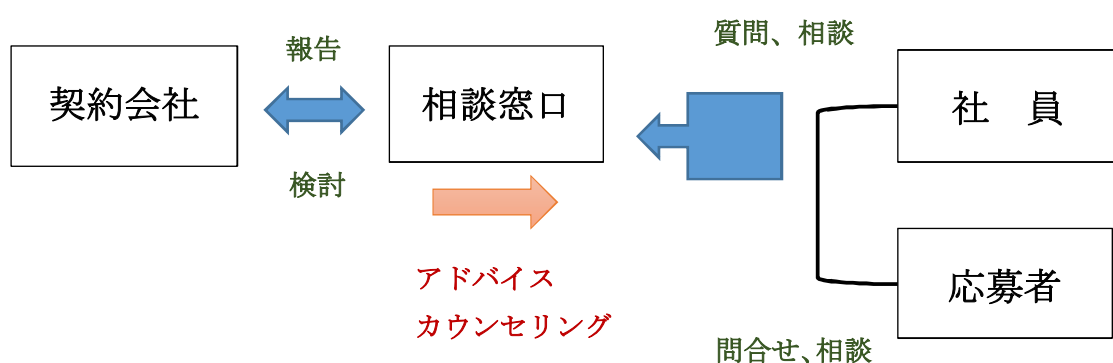 質問、相談
報告
契約会社
相談窓口
社　員
検討
アドバイス
カウンセリング
応募者
問合せ、相談